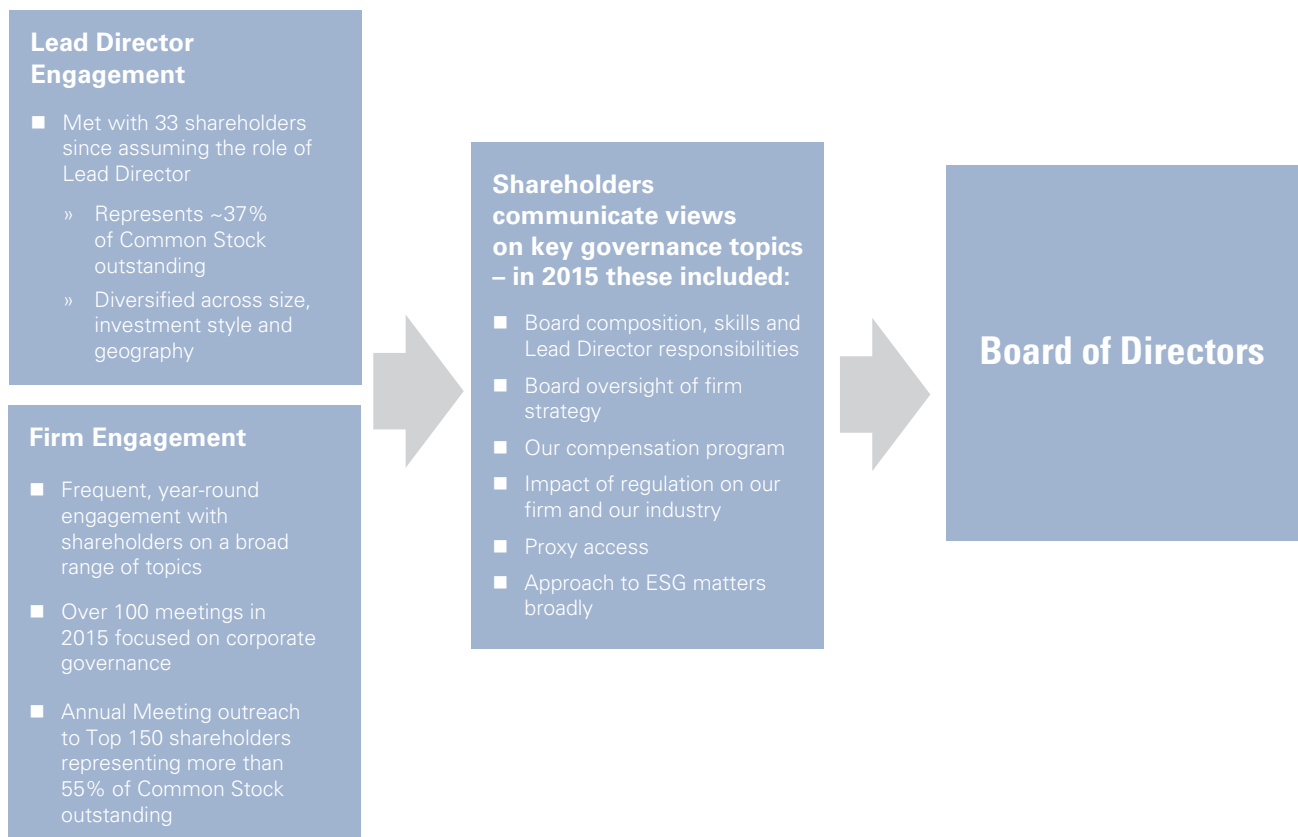 Lead Director
Engagement
■ Met with 33 shareholders
since assuming the role of
Lead Director
» Represents ~37%
of Common Stock
outstanding
» Diversified across size,
investment style and
geography
Firm Engagement
■ Frequent, year-round
engagement with
shareholders on a broad
range of topics
■ Over 100 meetings in
2015 focused on corporate
governance
■ Annual Meeting outreach
to Top 150 shareholders
representing more than
55% of Common Stock
outstanding
Shareholders
communicate views
on key governance topics
– in 2015 these included:
■ Board composition, skills and
Lead Director responsibilities
■ Board oversight of firm
strategy
■ Our compensation program
■ Impact of regulation on our
firm and our industry
■ Proxy access
■ Approach to ESG matters
broadly
Board of Directors